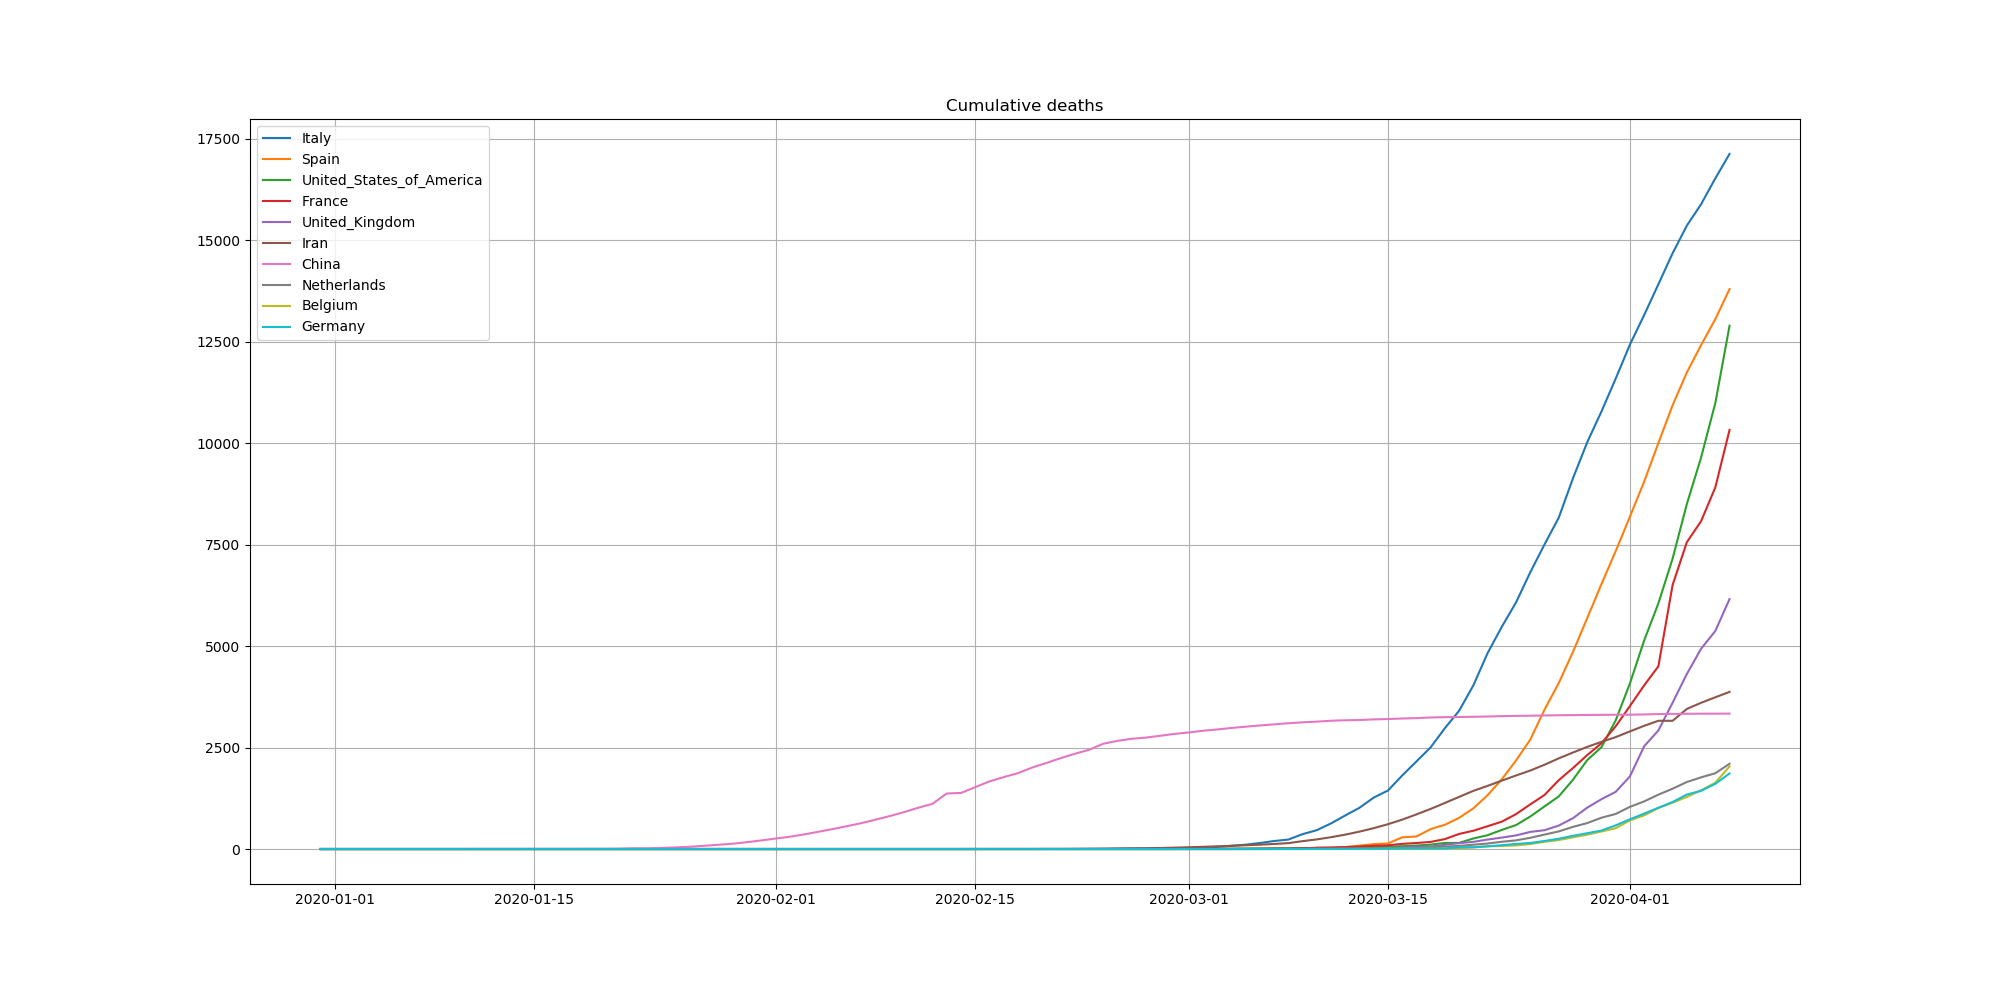 Cumulative deaths
17500
15000
12500
10000
7500
5000
2500
0
Italy
Spain
United_States_of_America
France
United_Kingdom
Iran
China
Netherlands
Belgium
Germany
2020-01-01 2020-01-15 2020-02-01 2020-02-15 2020-03-01 2020-03-15 2020-04-01